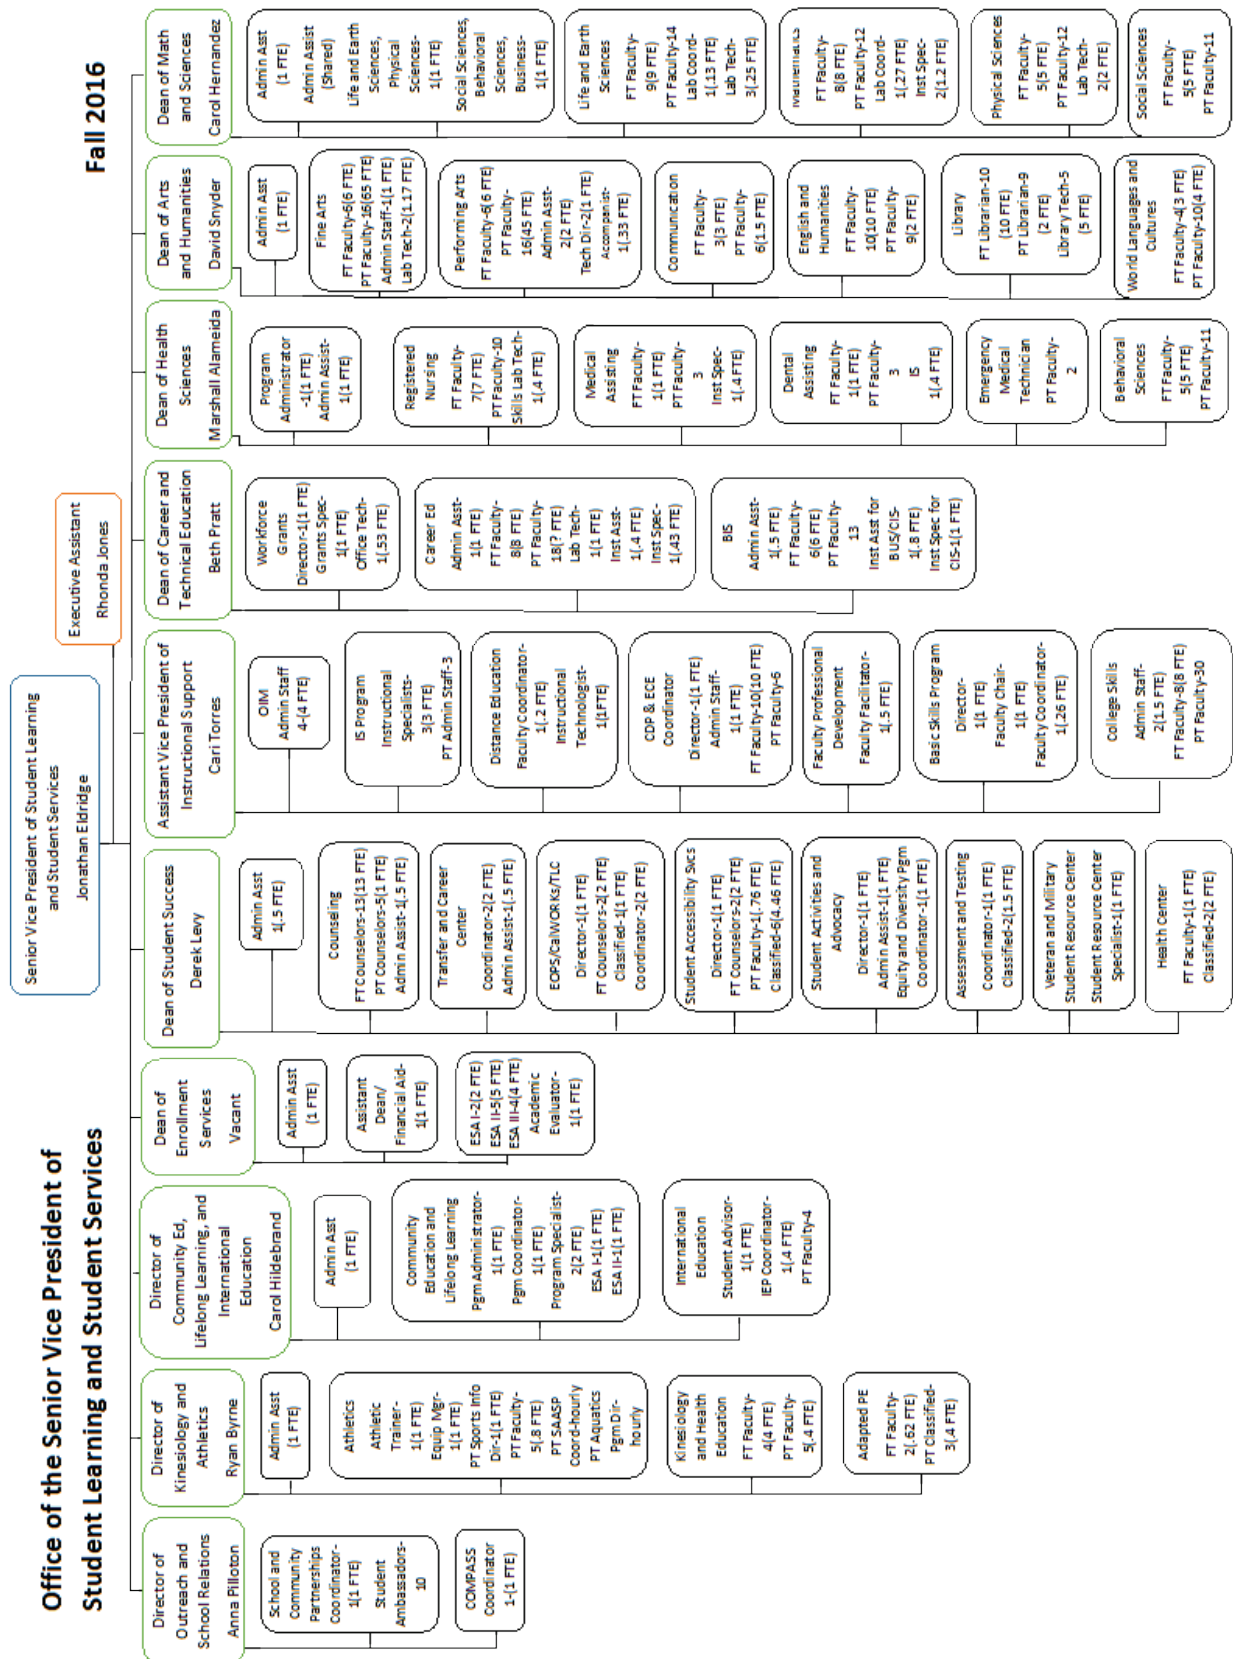 Office of the Senior Vice President of
Student Learning and Student Services
Fall 2016
Senior Vice President of Student Learning
and Student Services
Jonathan Eldridge
Executive Assistant
Rhonda Jones
Director of
Outreach and
School Relations
Anna Pilloton
School and
Community
Partnerships
Coordinator-
1(1 FTE)
Student
Ambassadors-
10
COMPASS
Coordinator
1-(1 FTE)
Director of
Kinesiology and
Athletics
Ryan Byrne
Admin Asst
(1 FTE)
Athletics
Athletic
Trainer-
1(1 FTE)
Equip Mgr-
1(1 FTE)
PT Sports Info
Dir-1(1 FTE)
PT Faculty-
5(.8 FTE)
PT SAASP
Coord-hourly
PT Aquatics
Pgm Dir-
hourly
Kinesiology
and Health
Education
FT Faculty-
4(4 FTE)
PT Faculty-
5(.4 FTE)
Adapted PE
FT Faculty-
2(.62 FTE)
PT Classified-
3(.4 FTE)
Director of
Community Ed,
Lifelong Learning, and
International
Education
Carol Hildebrand
Admin Asst
(1 FTE)
Community
Education and
Lifelong Learning
Pgm Administrator-
1(1 FTE)
Pgm Coordinator-
1(1 FTE)
Program Specialist-
2(2 FTE)
ESA I-1(1 FTE)
ESA II-1(1 FTE)
International
Education
Student Advisor-
1(1 FTE)
IEP Coordinator-
1(.4 FTE)
PT Faculty-4
Dean of
Enrollment
Services
Vacant
Admin Asst
(1 FTE)
Assistant
Dean/
Financial Aid-
1(1 FTE)
ESA I-2(2 FTE)
ESA II-5(5 FTE)
ESA III-4(4 FTE)
Academic
Evaluator-
1(1 FTE)
Dean of Student Success
Derek Levy
Admin Asst
1(.5 FTE)
Counseling
FT Counselors-13(13 FTE)
PT Counselors-5(1 FTE)
Admin Assist-1(.5 FTE)
Transfer and Career
Center
Coordinator-2(2 FTE)
Admin Assist-1(.5 FTE)
EOPS/CalWORKs/TLC
Director-1(1 FTE)
FT Counselors-2(2 FTE)
Classified-1(1 FTE)
Coordinator-2(2 FTE)
Student Accessibility Svcs
Director-1(1 FTE)
FT Counselors-2(2 FTE)
PT Faculty-1(.76 FTE)
Classified-6(4.46 FTE)
Student Activities and
Advocacy
Director-1(1 FTE)
Admin Assist-1(1 FTE)
Equity and Diversity Pgm
Coordinator-1(1 FTE)
Assessment and Testing
Coordinator-1(1 FTE)
Classified-2(1.5 FTE)
Veteran and Military
Student Resource Center
Student Resource Center
Specialist-1(1 FTE)
Health Center
FT Faculty-1(1 FTE)
Classified-2(2 FTE)
Assistant Vice President of
Instructional Support
Cari Torres
OIM
Admin Staff
4-(4 FTE)
IS Program
Instructional
Specialists-
3(3 FTE)
PT Admin Staff-3
Distance Education
Faculty Coordinator-
1(.2 FTE)
Instructional
Technologist-
1(1FTE)
CDP & ECE
Coordinator
Director-1(1 FTE)
Admin Staff-
1(1 FTE)
FT Faculty-10(10 FTE)
PT Faculty-6
Faculty Professional
Development
Faculty Facilitator-
1(.5 FTE)
Basic Skills Program
Director-
1(1 FTE)
Faculty Chair-
1(1 FTE)
Faculty Coordinator-
1(.26 FTE)
College Skills
Admin Staff-
2(1.5 FTE)
FT Faculty-8(8 FTE)
PT Faculty-30
Dean of Career and
Technical Education
Beth Pratt
Workforce
Grants
Director-1(1 FTE)
Grants Spec-
1(1 FTE)
Office Tech-
1(.53 FTE)
Career Ed
Admin Asst-
1(1 FTE)
FT Faculty-
8(8 FTE)
PT Faculty-
18(? FTE)
Lab Tech-
1(1 FTE)
Inst Asst-
1(.4 FTE)
Inst Spec-
1(.43 FTE)
BIS
Admin Asst-
1(.5 FTE)
FT Faculty-
6(6 FTE)
PT Faculty-
13
Inst Asst for
BUS/CIS-
1(.8 FTE)
Inst Spec for
CIS-1(1 FTE)
Dean of Health
Sciences
Marshall Alameida
Program
Administrator
-1(1 FTE)
Admin Assist-
1(1 FTE)
Registered
Nursing
FT Faculty-
7(7 FTE)
PT Faculty-10
Skills Lab Tech-
1(.4 FTE)
Medical
Assisting
FT Faculty-
1(1 FTE)
PT Faculty-
3
Inst Spec-
1(.4 FTE)
Dental
Assisting
FT Faculty-
1(1 FTE)
PT Faculty-
3
IS
1(.4 FTE)
Emergency
Medical
Technician
PT Faculty-
2
Behavioral
Sciences
FT Faculty-
5(5 FTE)
PT Faculty-11
Dean of Arts
and Humanities
David Snyder
Admin Asst
(1 FTE)
Fine Arts
FT Faculty-6(6 FTE)
PT Faculty-16(65 FTE)
Admin Staff-1(1 FTE)
Lab Tech-2(1.17 FTE)
Performing Arts
FT Faculty-6(6 FTE)
PT Faculty-
16(45 FTE)
Admin Asst-
2(2 FTE)
Tech Dir-2(1 FTE)
Accompanist-
1(.33 FTE)
Communication
FT Faculty-
3(3 FTE)
PT Faculty-
6(1.5 FTE)
English and
Humanities
FT Faculty-
10(10 FTE)
PT Faculty-
9(2 FTE)
Library
FT Librarian-10
(10 FTE)
PT Librarian-9
(2 FTE)
Library Tech-5
(5 FTE)
World Languages and
Cultures
FT Faculty-4(3 FTE)
PT Faculty-10(4 FTE)
Dean of Math
and Sciences
Carol Hernandez
Admin Asst
(1 FTE)
Admin Assist
(Shared)
Life and Earth
Sciences,
Physical
Sciences-
1(1 FTE)
Social Sciences,
Behavioral
Sciences,
Business-
1(1 FTE)
Life and Earth
Sciences
FT Faculty-
9(9 FTE)
PT Faculty-14
Lab Coord-
1(.13 FTE)
Lab Tech-
3(.25 FTE)
Mathematics
FT Faculty-
8(8 FTE)
PT Faculty-12
Lab Coord-
1(.27 FTE)
Inst Spec-
2(1.2 FTE)
Physical Sciences
FT Faculty-
5(5 FTE)
PT Faculty-12
Lab Tech-
2(2 FTE)
Social Sciences
FT Faculty-
5(5 FTE)
PT Faculty-11